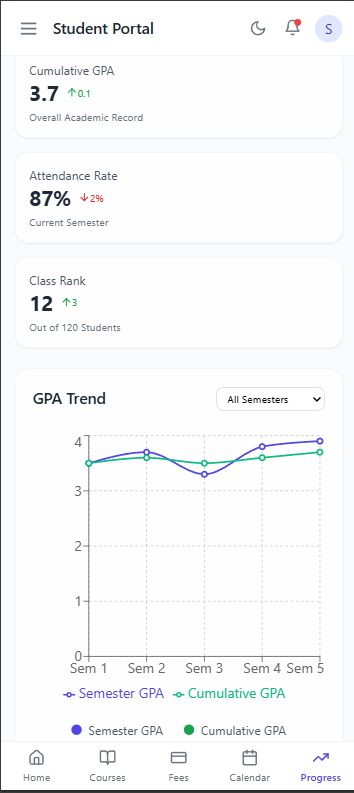 Student Portal
S
Cumulative GPA
3.7 ↑0.1
Overall Academic Record
Attendance Rate
87% ↓2%
Current Semester
Class Rank
12 ↑3
Out of 120 Students
GPA Trend
All Semesters
4
3
2
1
0
Sem 1 Sem 2 Sem 3 Sem 4 Sem 5
Semester GPA Cumulative GPA
Semester GPA Cumulative GPA
Home Courses Fees Calendar Progress